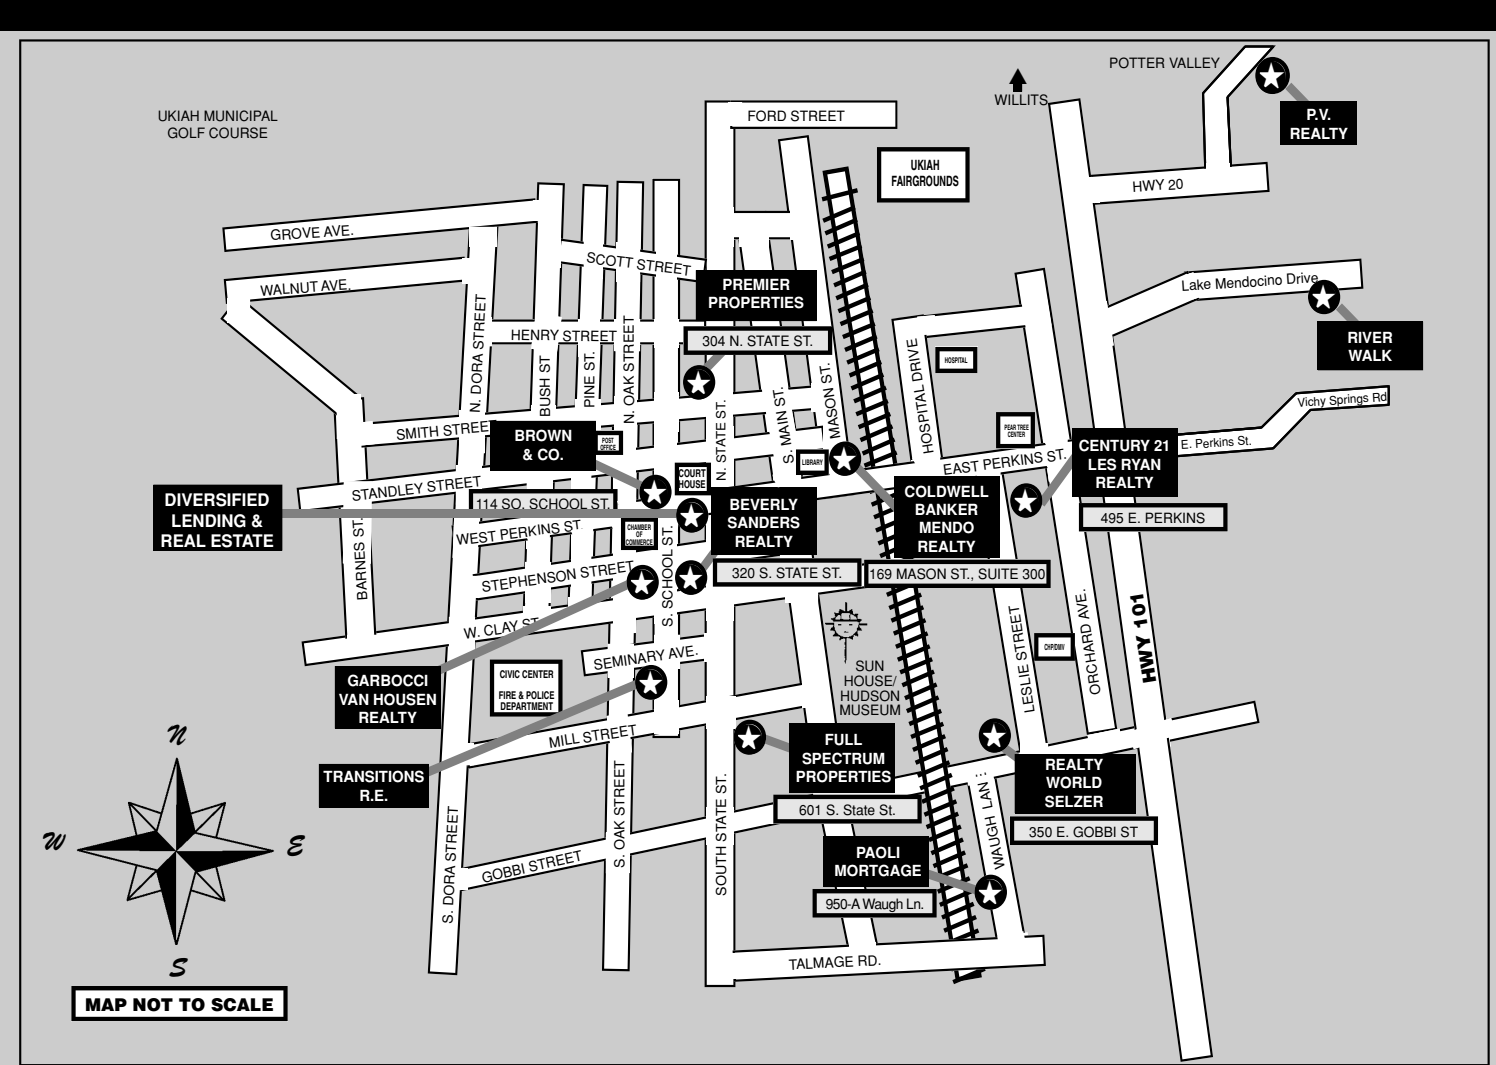 POTTER VALLEY
WILLITS
P.V.
REALTY
UKIAH MUNICIPAL
GOLF COURSE
FORD STREET
UKIAH
FAIRGROUNDS
HWY 20
GROVE AVE.
SCOTT STREET
WALNUT AVE.
PREMIER
PROPERTIES
304 N. STATE ST.
Lake Mendocino Drive
RIVER
WALK
HENRY STREET
N. DORA STREET
BUSH ST
PINE ST.
N. OAK STREET
HOSPITAL DRIVE
HOSPITAL
MASON ST.
S. MAIN ST.
N. STATE ST.
Vichy Springs Rd
E. Perkins St.
PEAR TREE
CENTER
SMITH STREET
BROWN
& CO.
POST
OFFICE
LIBRARY
EAST PERKINS ST.
CENTURY 21
LES RYAN
REALTY
495 E. PERKINS
STANDLEY STREET
114 SO. SCHOOL ST.
COURT
HOUSE
DIVERSIFIED
LENDING &
REAL ESTATE
BEVERLY
SANDERS
REALTY
320 S. STATE ST.
COLDWELL
BANKER
MENDO
REALTY
169 MASON ST., SUITE 300
WEST PERKINS ST.
CHAMBER
OF
COMMERCE
BARNES ST.
STEPHENSON STREET
S. SCHOOL ST.
W. CLAY ST.
SEMINARY AVE.
CHP/DMV
LESLIE STREET
ORCHARD AVE.
HWY 101
SUN
HOUSE/
HUDSON
MUSEUM
GARBOCCI
VAN HOUSEN
REALTY
CIVIC CENTER
FIRE & POLICE
DEPARTMENT
MILL STREET
TRANSITIONS
R.E.
FULL
SPECTRUM
PROPERTIES
601 S. State St.
REALTY
WORLD
SELZER
350 E. GOBBI ST
WAUGH LAN
S. DORA STREET
GOBBI STREET
S. OAK STREET
SOUTH STATE ST.
PAOLI
MORTGAGE
950-A Waugh Ln.
TALMAGE RD.
N
W
E
S
MAP NOT TO SCALE